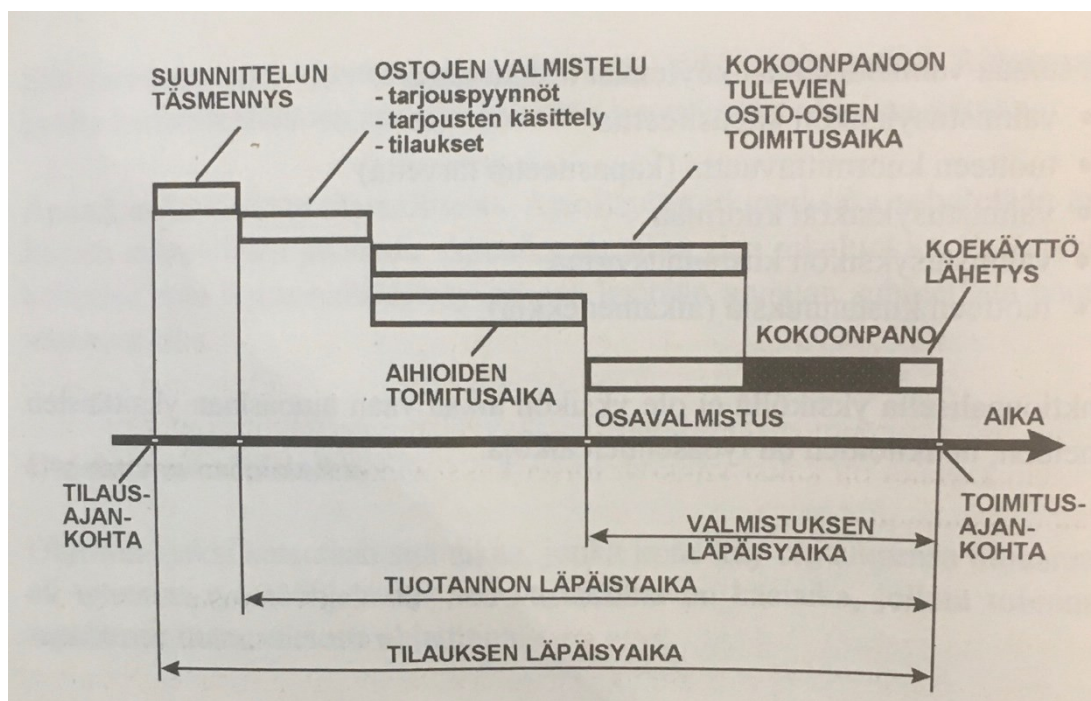 SUUNNITTELUN
TÄSMENNYS
OSTOJEN VALMISTELU
- tarjouspyynnöt
- tarjousten käsittely
- tilaukset
KOKOONPANOON
TULEVIEN
OSTO-OSIEN
TOIMITUSAIKA
KOEKÄYTTÖ
LÄHETYS
KOKOONPANO
AIHIOIDEN
TOIMITUSAIKA
OSAVALMISTUS
AIKA
TILAUS-
AJAN-
KOHTA
TOIMITUS-
AJAN-
KOHTA
VALMISTUKSEN
LÄPÄISYAIKA
TUOTANNON LÄPÄISYAIKA
TILAUKSEN LÄPÄISYAIKA